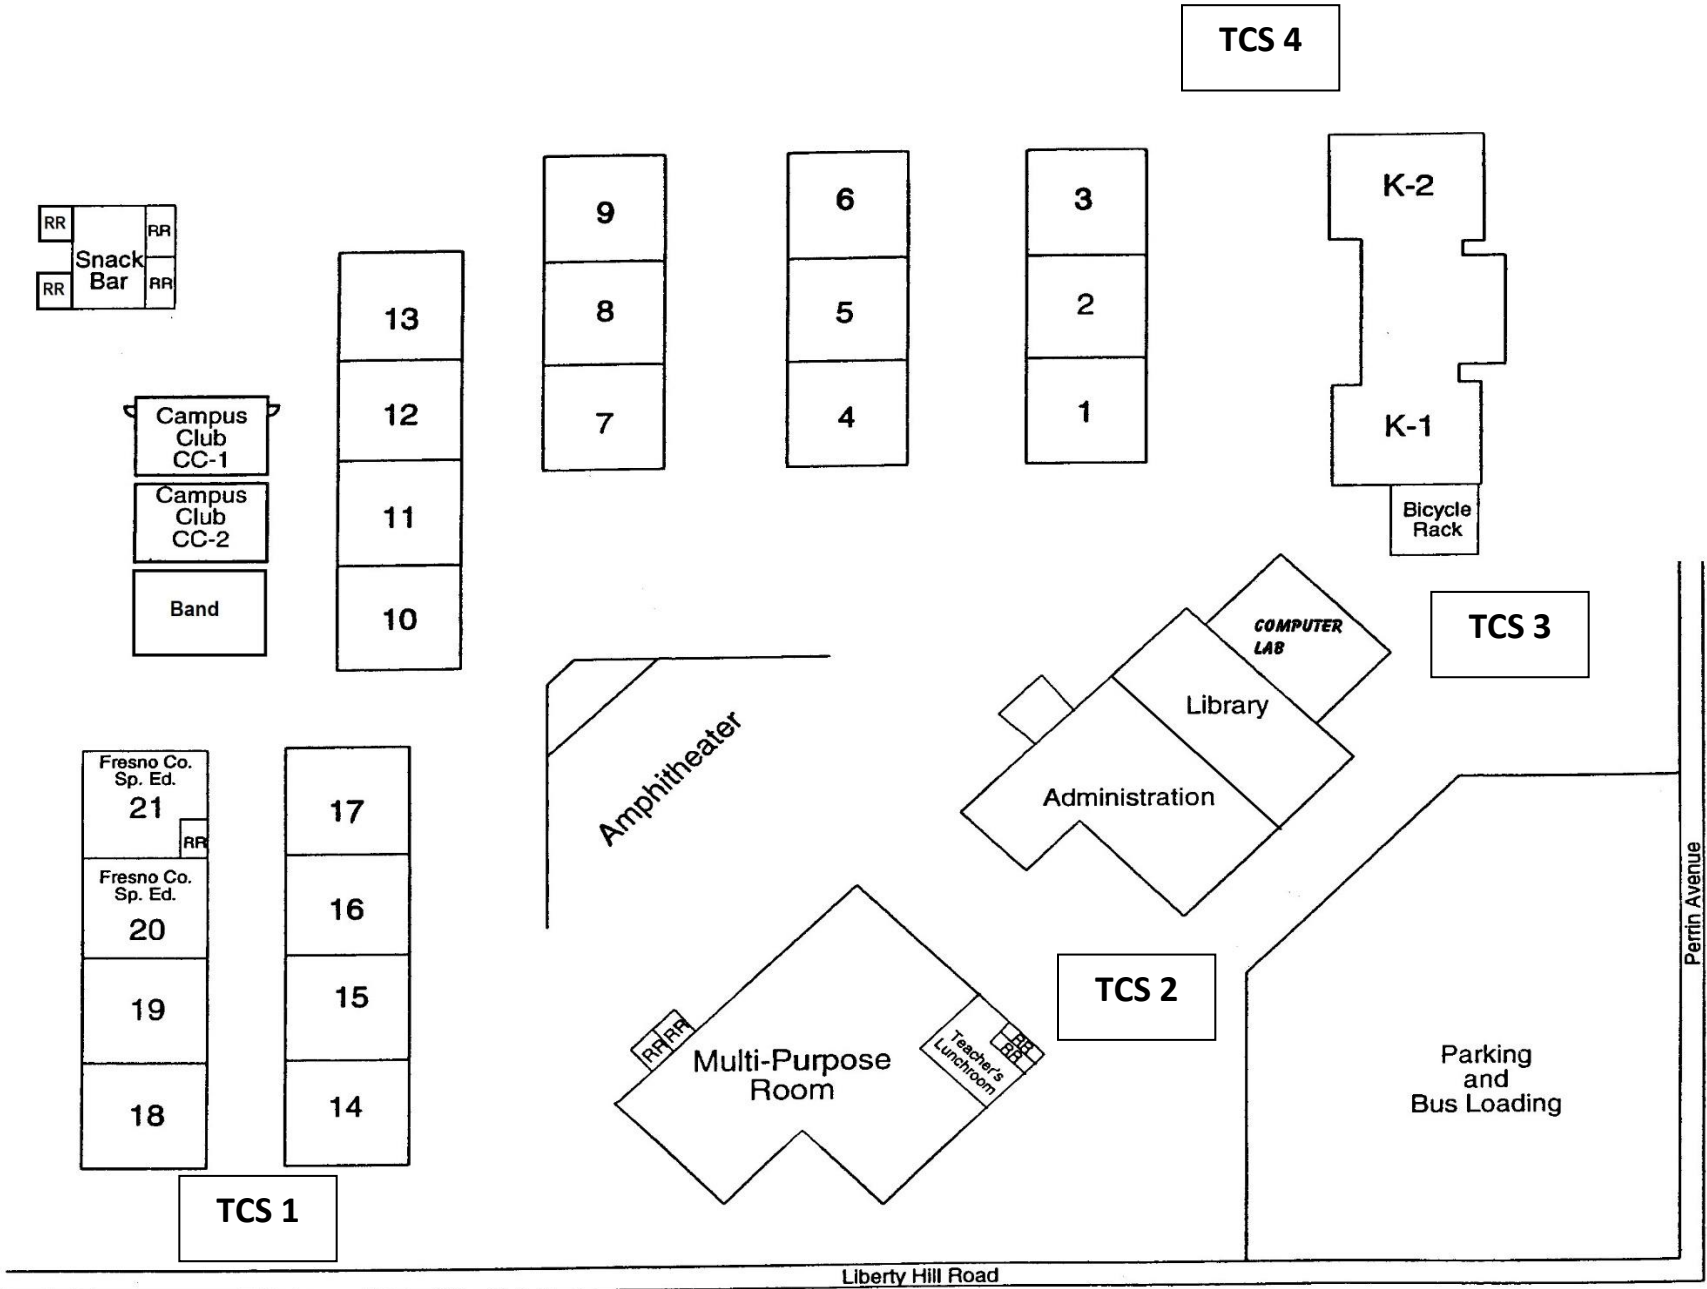 TCS 4
K-2
9
6
3
RR
RR
Snack
Bar
RR
RR
13
8
5
2
12
7
4
1
K-1
Campus
Club
CC-1
Campus
Club
CC-2
11
Bicycle
Rack
Band
10
COMPUTER
LAB
TCS 3
Library
Amphitheater
Administration
Fresno Co.
Sp. Ed.
21
RR
17
Fresno Co.
Sp. Ed.
20
16
19
15
18
14
TCS 2
RR
RR
Multi-Purpose
Room
Teacher's
Lunchroom
RR
RR
Parking
and
Bus Loading
Perrin Avenue
TCS 1
Liberty Hill Road